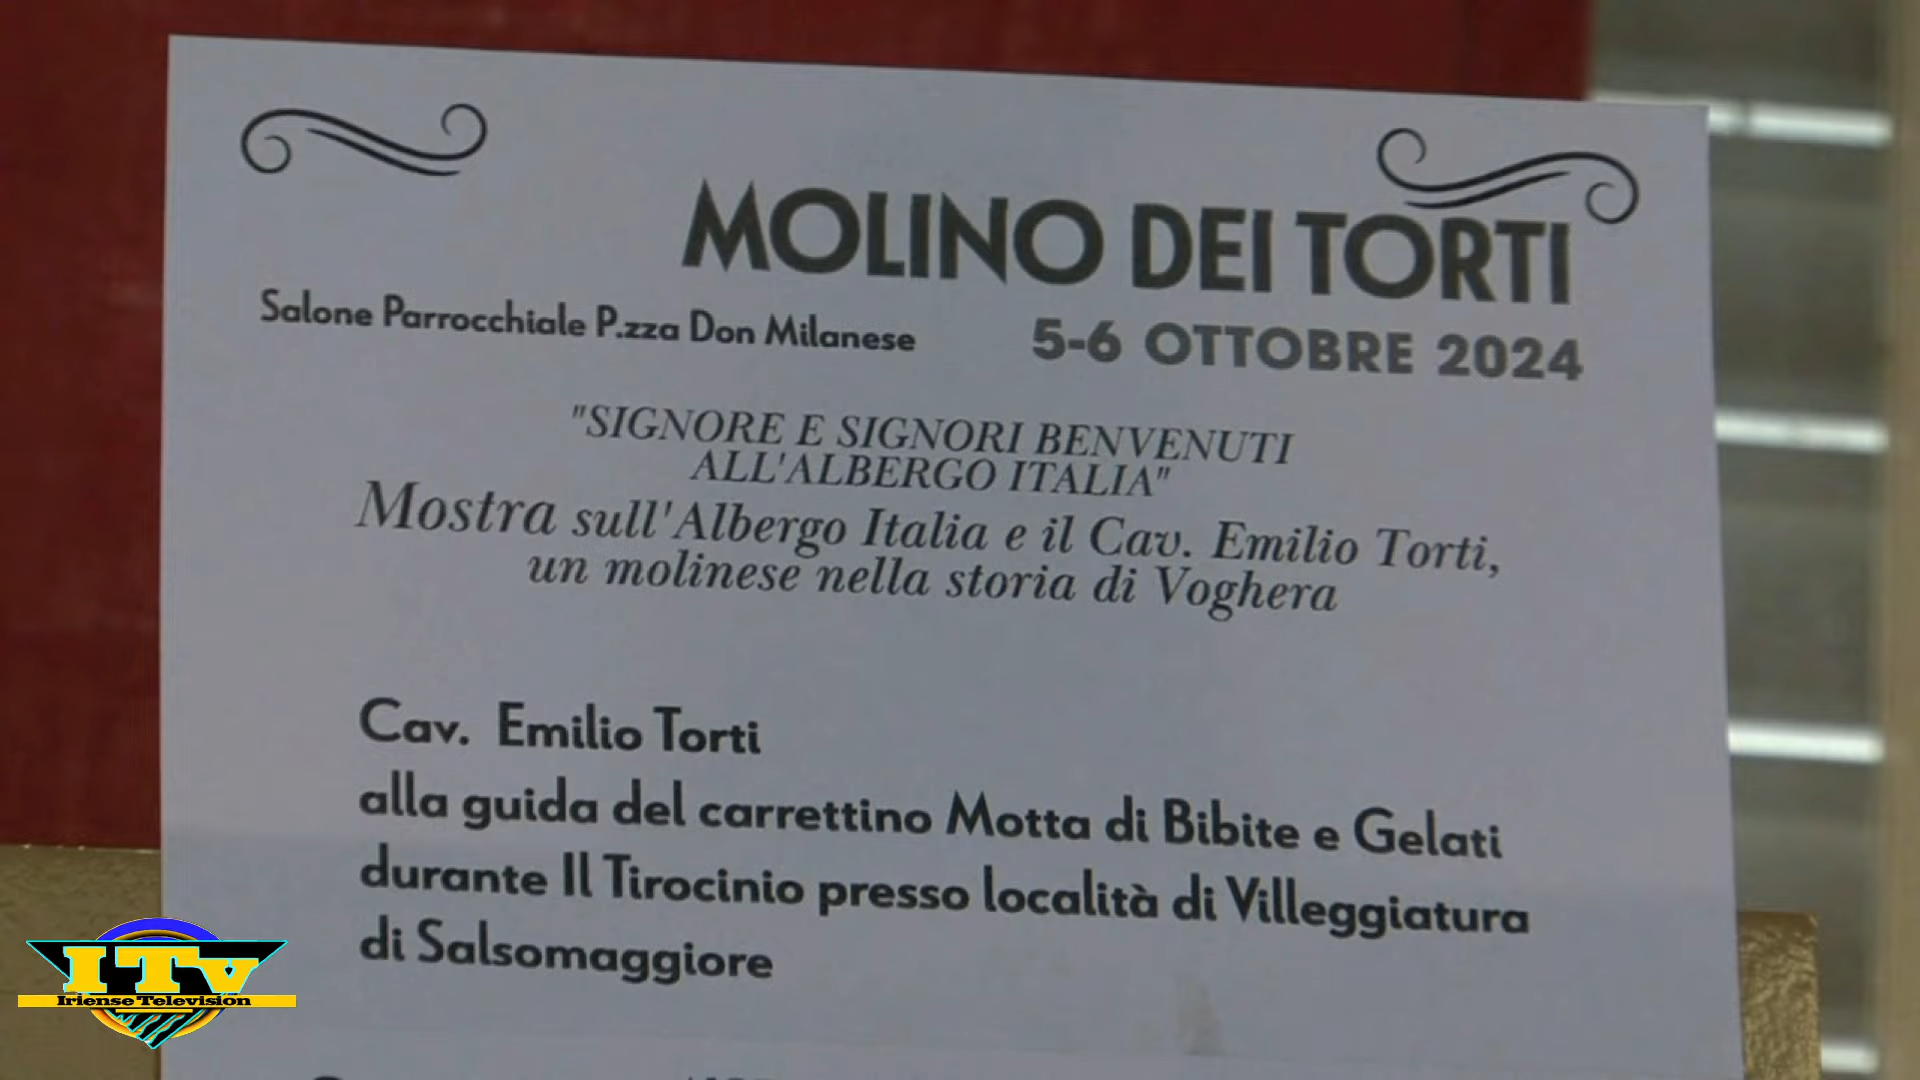 MOLINO DEI TORTI
Salone Parrocchiale P.zza Don Milanese
5-6 OTTOBRE 2024
"SIGNORE E SIGNORI BENVENUTI
ALL'ALBERGO ITALIA"
Mostra sull'Albergo Italia e il Cav. Emilio Torti,
un molinese nella storia di Voghera
Cav. Emilio Torti
alla guida del carrettino Motta di Bibite e Gelati
durante Il Tirocinio presso località di Villeggiatura
di Salsomaggiore
ITV
Iriense Television